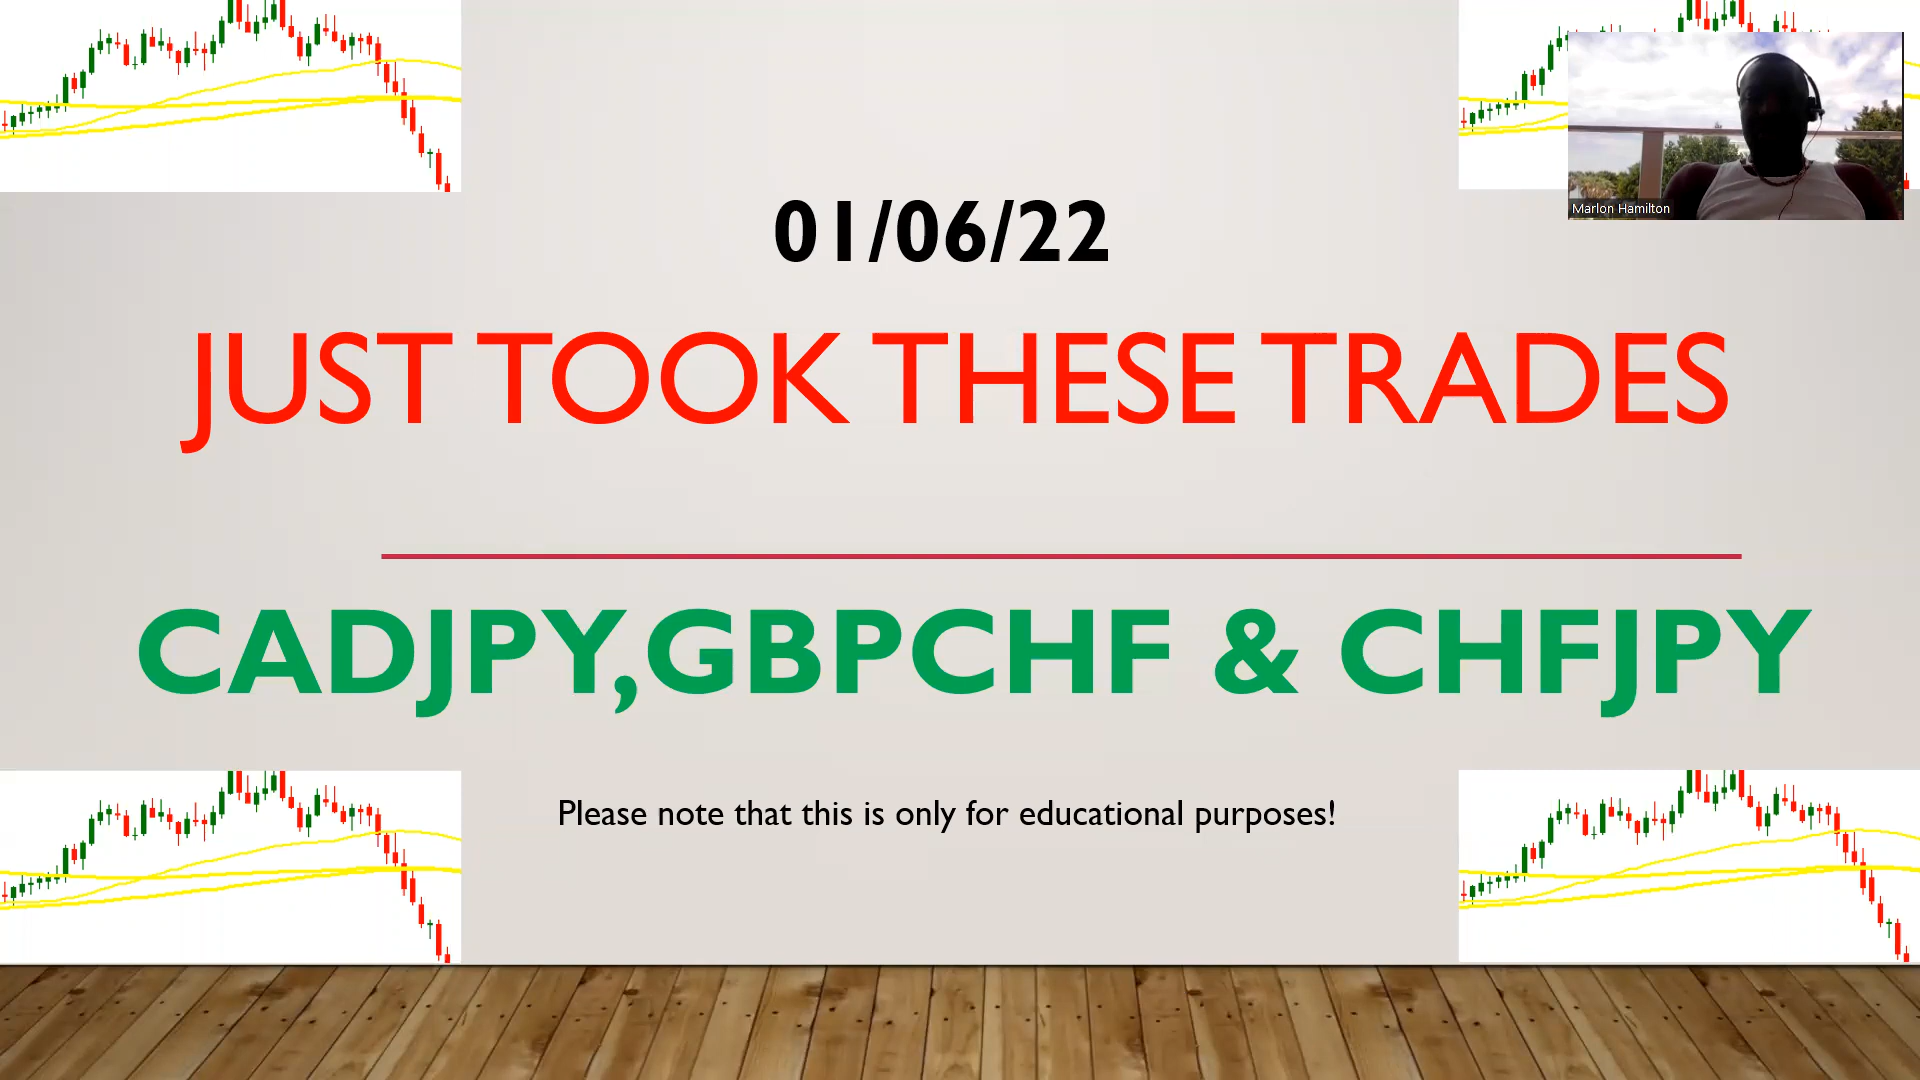 Marlon Hamilton
01/06/22
JUST TOOK THESE TRADES
CADJPY,GBPCHF & CHFJPY
Please note that this is only for educational purposes!